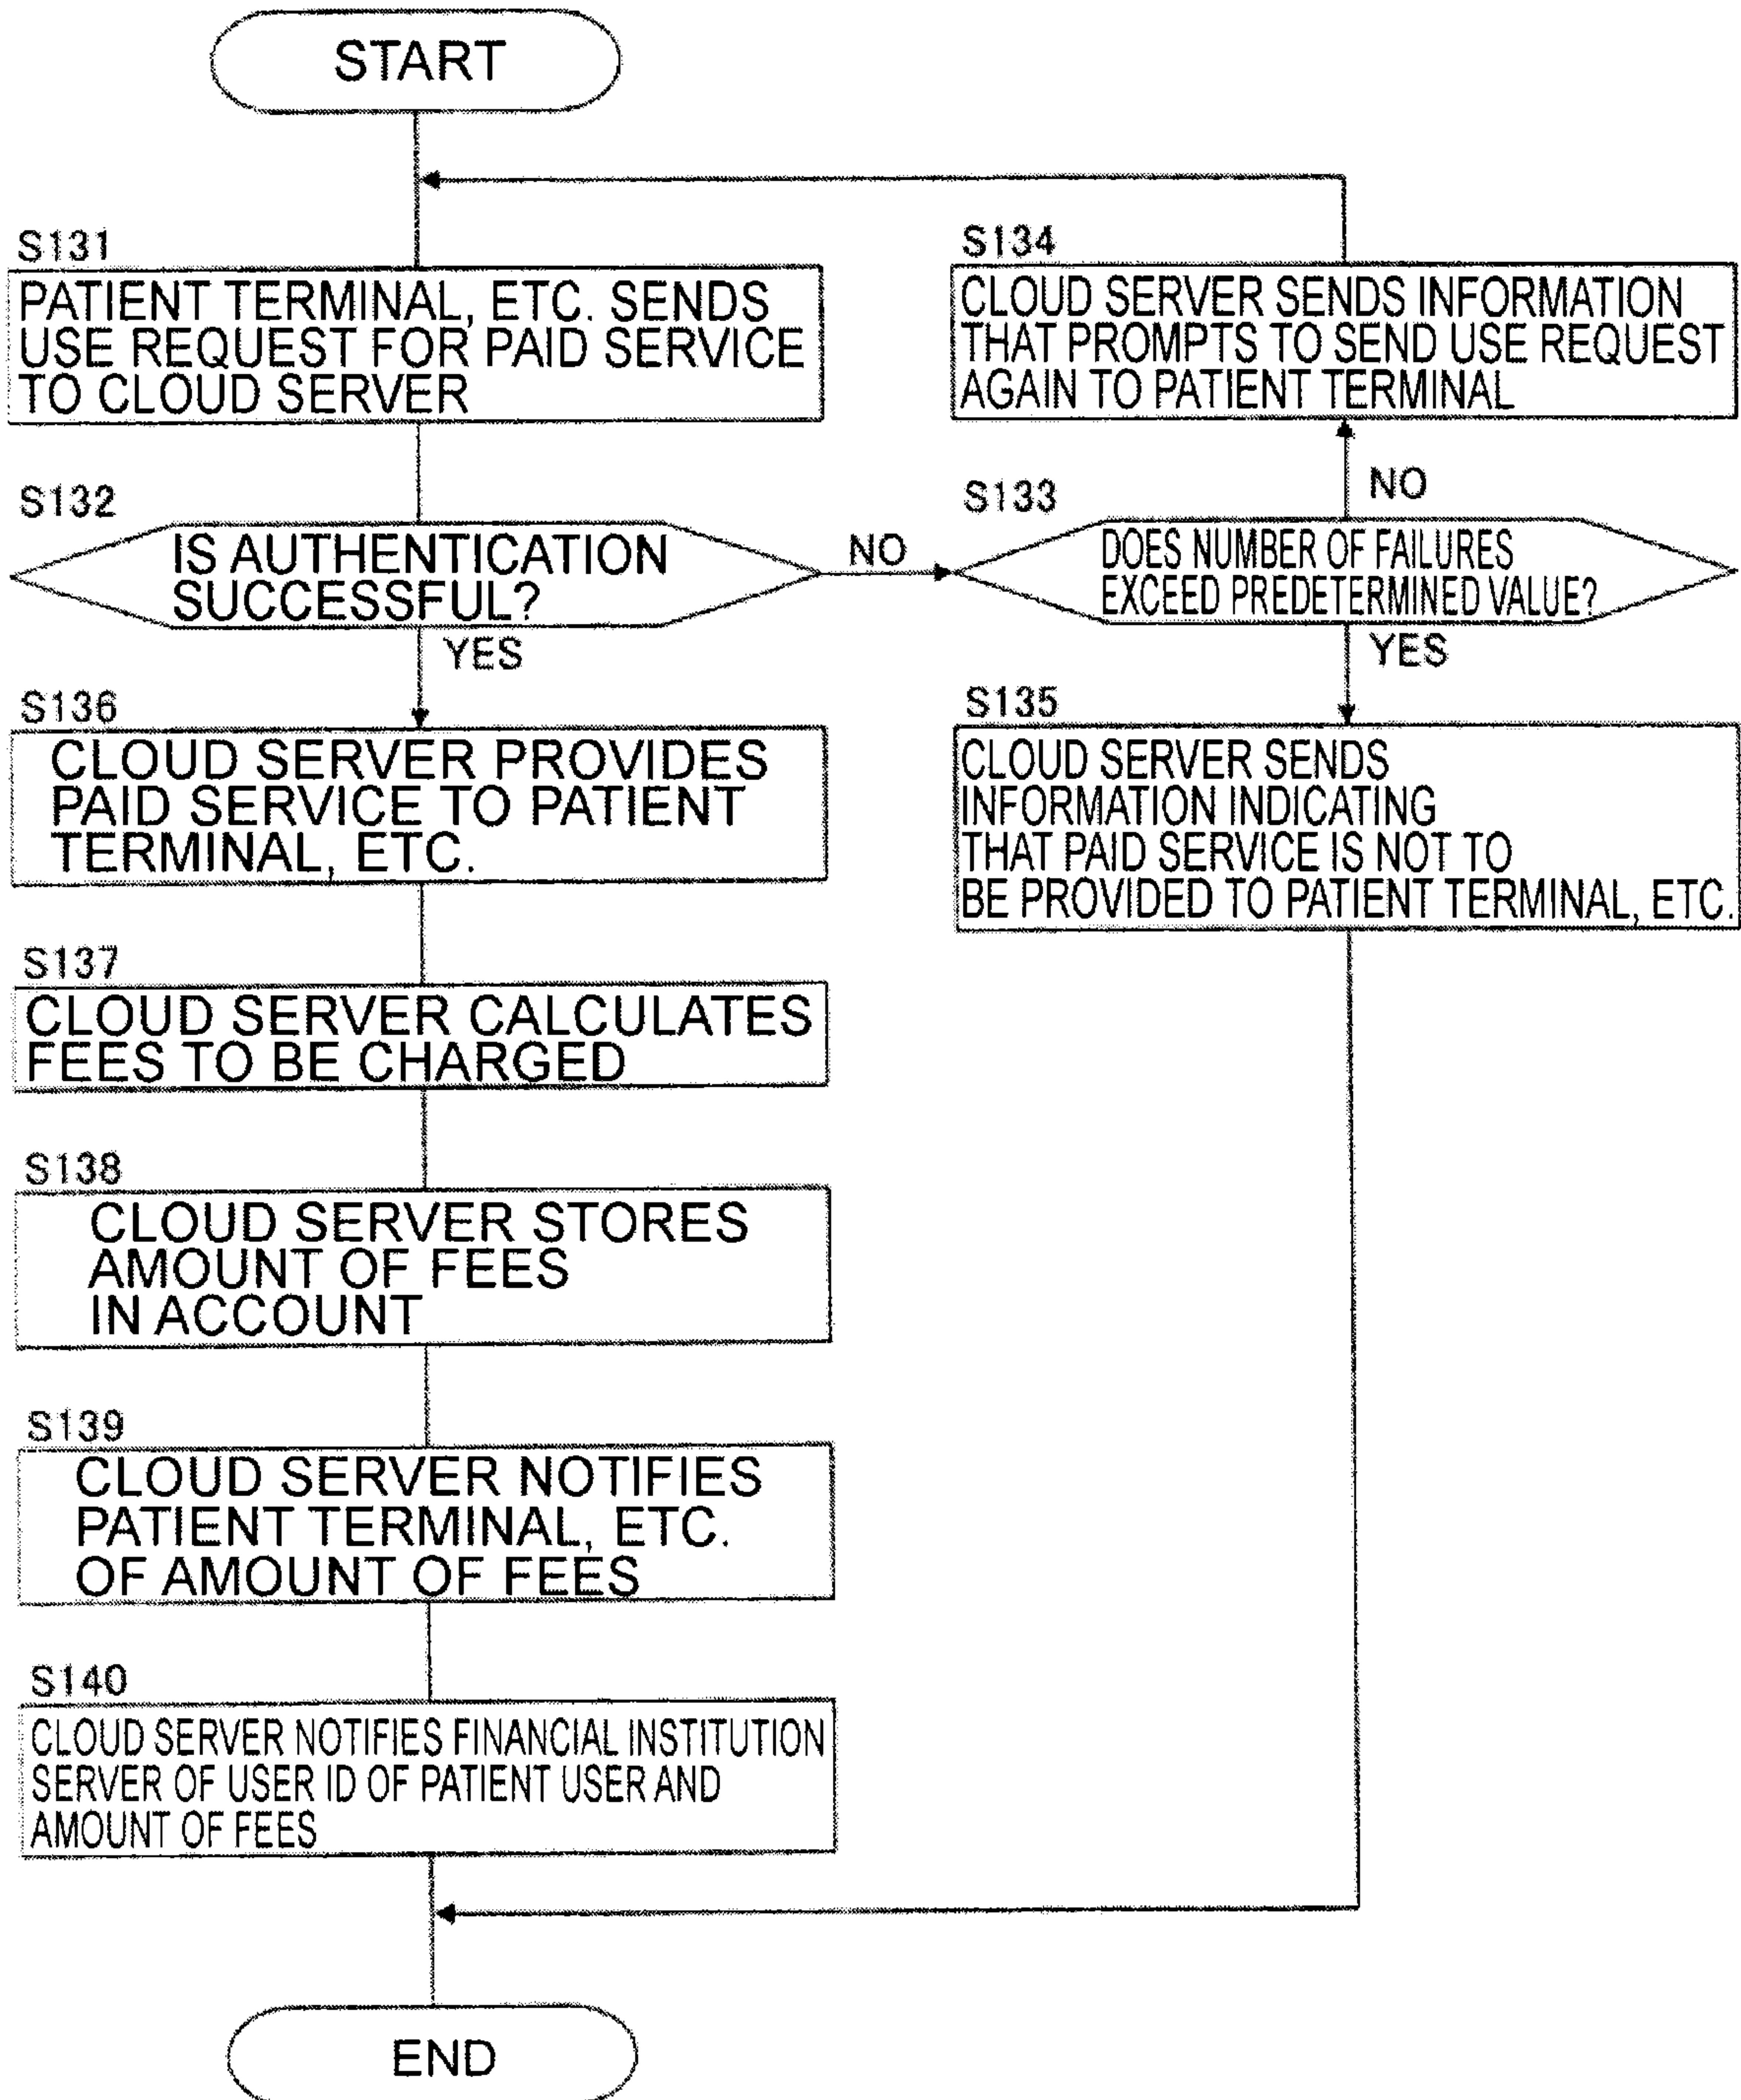 START
S131
PATIENT TERMINAL, ETC. SENDS
USE REQUEST FOR PAID SERVICE
TO CLOUD SERVER
S134
CLOUD SERVER SENDS INFORMATION
THAT PROMPTS TO SEND USE REQUEST
AGAIN TO PATIENT TERMINAL
S132
IS AUTHENTICATION
SUCCESSFUL?
NO
YES
S133
DOES NUMBER OF FAILURES
EXCEED PREDETERMINED VALUE?
NO
YES
S136
CLOUD SERVER PROVIDES
PAID SERVICE TO PATIENT
TERMINAL, ETC.
S135
CLOUD SERVER SENDS
INFORMATION INDICATING
THAT PAID SERVICE IS NOT TO
BE PROVIDED TO PATIENT TERMINAL, ETC.
S137
CLOUD SERVER CALCULATES
FEES TO BE CHARGED
S138
CLOUD SERVER STORES
AMOUNT OF FEES
IN ACCOUNT
S139
CLOUD SERVER NOTIFIES
PATIENT TERMINAL, ETC.
OF AMOUNT OF FEES
S140
CLOUD SERVER NOTIFIES FINANCIAL INSTITUTION
SERVER OF USER ID OF PATIENT USER AND
AMOUNT OF FEES
END